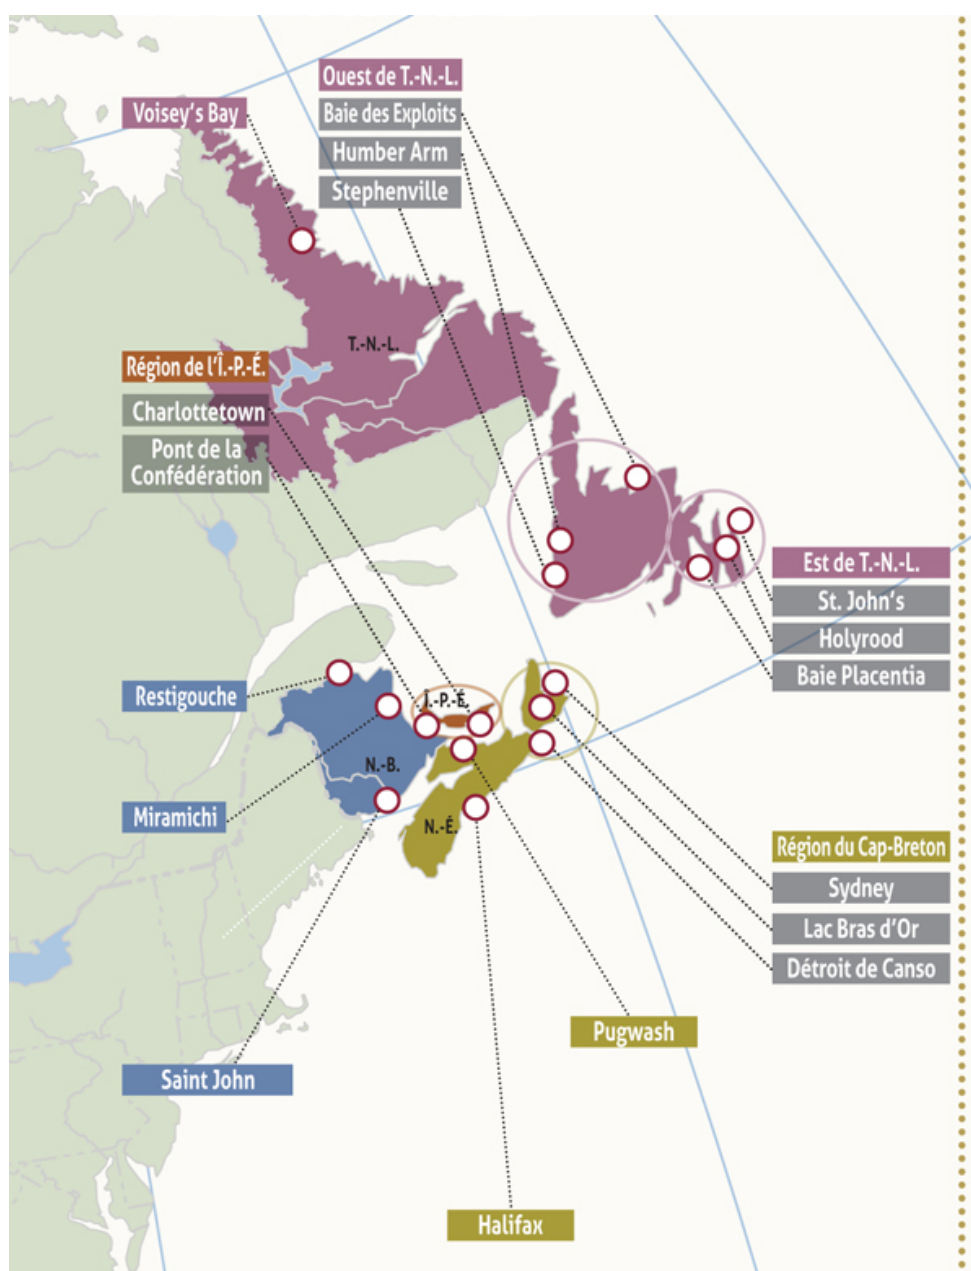 Ouest de T.-N.-L.
Baie des Exploits
Humber Arm
Stephenville
Voisey's Bay
T.-N.-L.
Région de l'Î.-P.-É.
Charlottetown
Pont de la
Confédération
Est de T.-N.-L.
St. John's
Holyrood
Baie Placentia
Restigouche
Î.-P.-É.
N.-B.
Miramichi
N.-É.
Région du Cap-Breton
Sydney
Lac Bras d'Or
Détroit de Canso
Pugwash
Saint John
Halifax